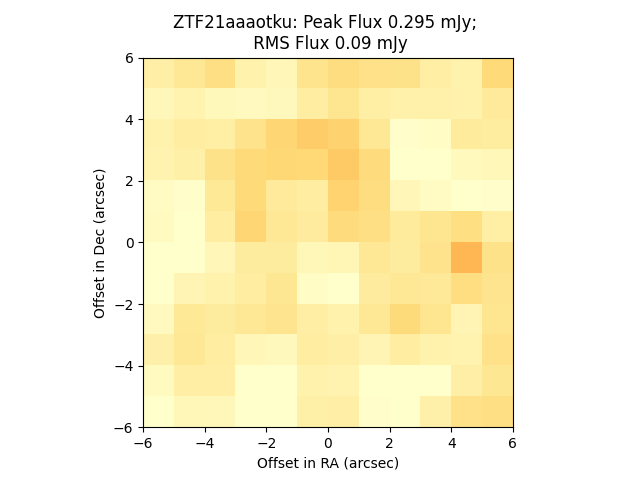 ZTF21aaaotku: Peak Flux 0.295 mJy;
RMS Flux 0.09 mJy
6
4
2
0
−2
−4
−6
Offset in Dec (arcsec)
−6 −4 −2 0 2 4 6
Offset in RA (arcsec)